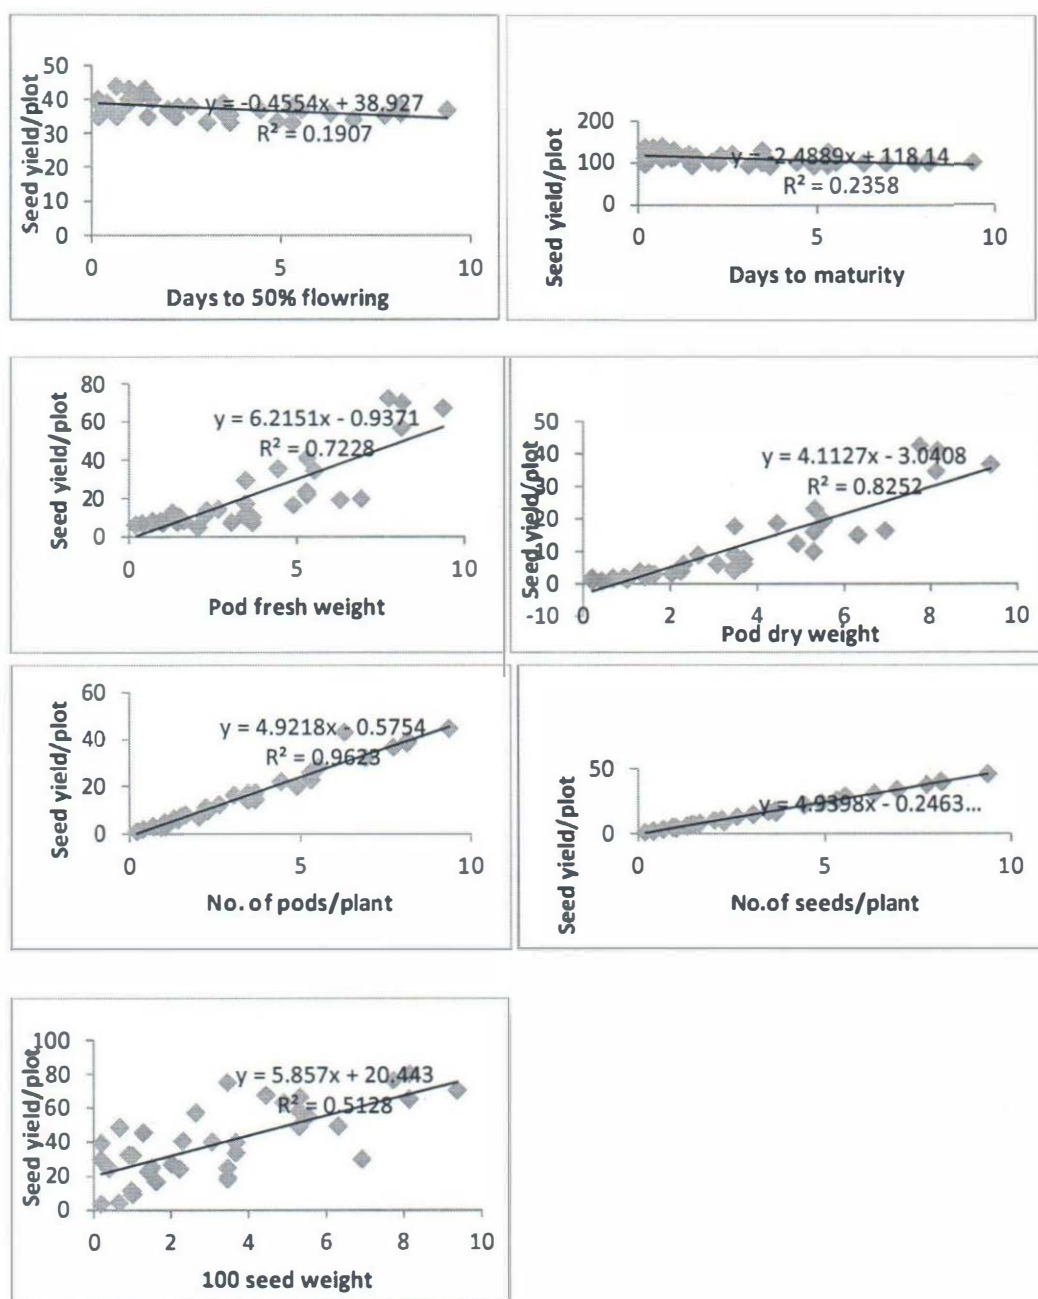 50
40
30
20
10
0
Seed yield/plot
y = -0.4554x + 38.927
R² = 0.1907
0 5 10
Days to 50% flowring
200
100
0
Seed yield/plot
y = -2.4889x + 118.14
R² = 0.2358
0 5 10
Days to maturity
80
60
40
20
0
Seed yield/plot
y = 6.2151x - 0.9371
R² = 0.7228
0 5 10
Pod fresh weight
50
40
30
20
10
0
-10
Seed yield/plot
y = 4.1127x - 3.0408
R² = 0.8252
0 2 4 6 8 10
Pod dry weight
60
40
20
0
Seed yield/plot
y = 4.9218x - 0.5754
R² = 0.9623
0 5 10
No. of pods/plant
50
0
Seed yield/plot
y = 4.9398x - 0.2463...
0 5 10
No.of seeds/plant
100
80
60
40
20
0
Seed yield/plot
y = 5.857x + 20.443
R² = 0.5128
0 2 4 6 8 10
100 seed weight